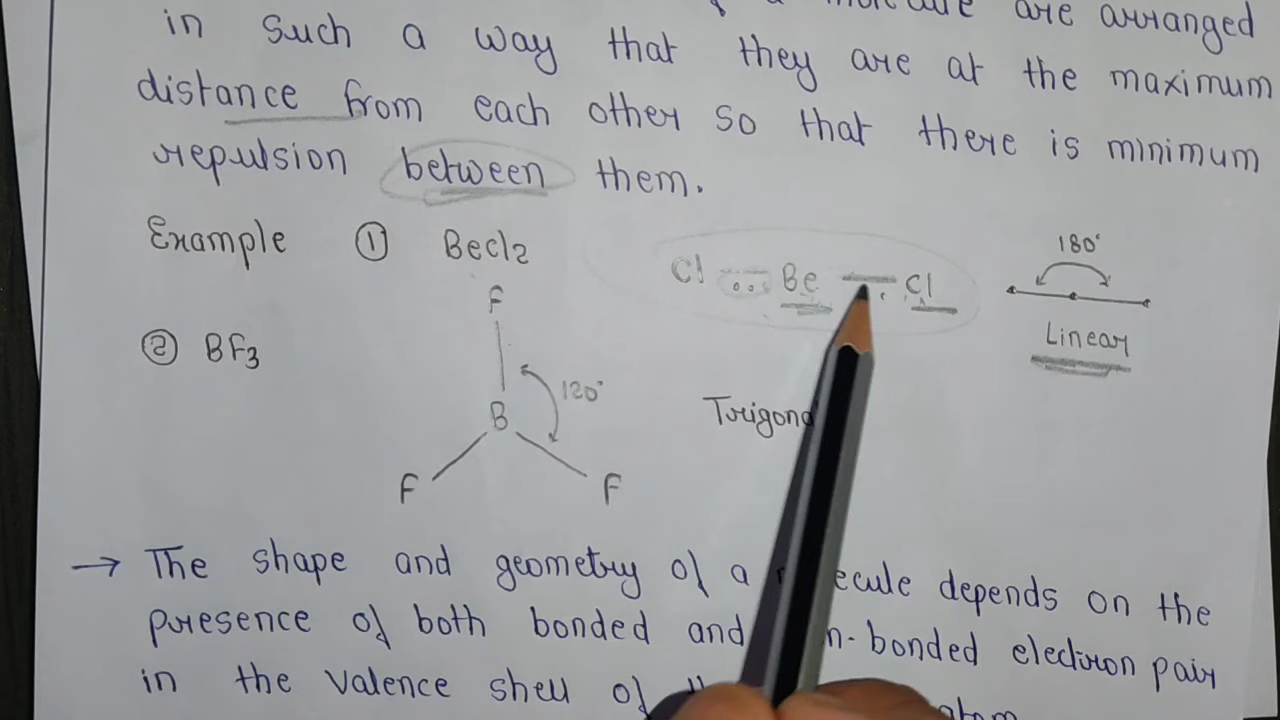 are arranged
in such a way that they are at the maximum
distance from each other so that there is minimum
repulsion between them.
Example ① BeCl2 Cl Be Cl 180°
Linear
② BF3 F
B 120°
F F
→ The shape and geometry of a depends on the
presence of both bonded and bonded electron pair
in the valence shell of